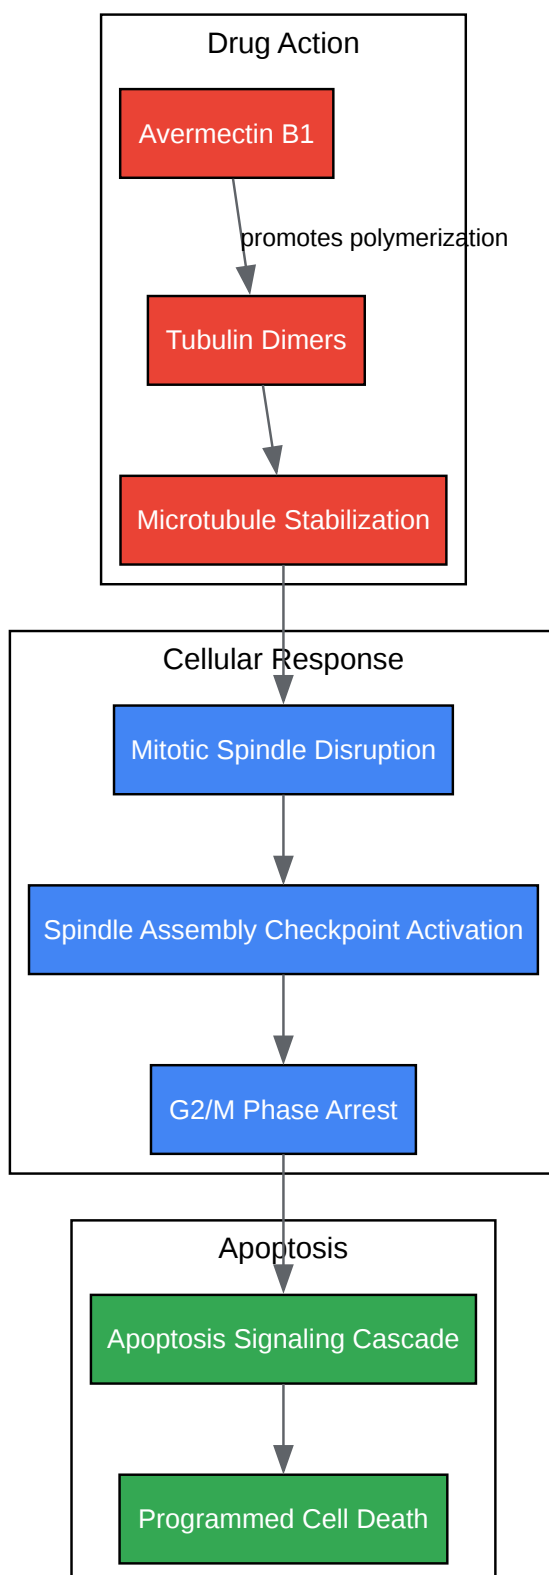 Drug Action
Avermectin B1
promotes polymerization
Tubulin Dimers
Microtubule Stabilization
Cellular Response
Mitotic Spindle Disruption
Spindle Assembly Checkpoint Activation
G2/M Phase Arrest
Apoptosis
Apoptosis Signaling Cascade
Programmed Cell Death